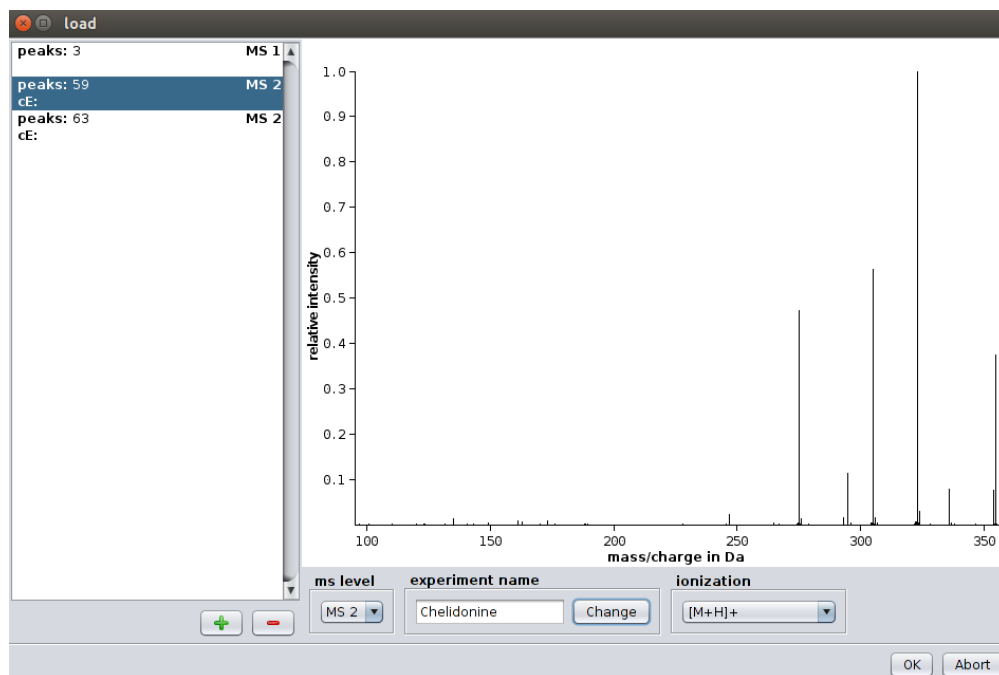 load
peaks: 3 MS 1
peaks: 59 MS 2
cE:
peaks: 63 MS 2
cE:
1.0
0.9
0.8
0.7
0.6
0.5
0.4
0.3
0.2
0.1
relative intensity
100 150 200 250 300 350
mass/charge in Da
ms level experiment name ionization
MS 2 Chelidonine Change [M+H]+
OK Abort